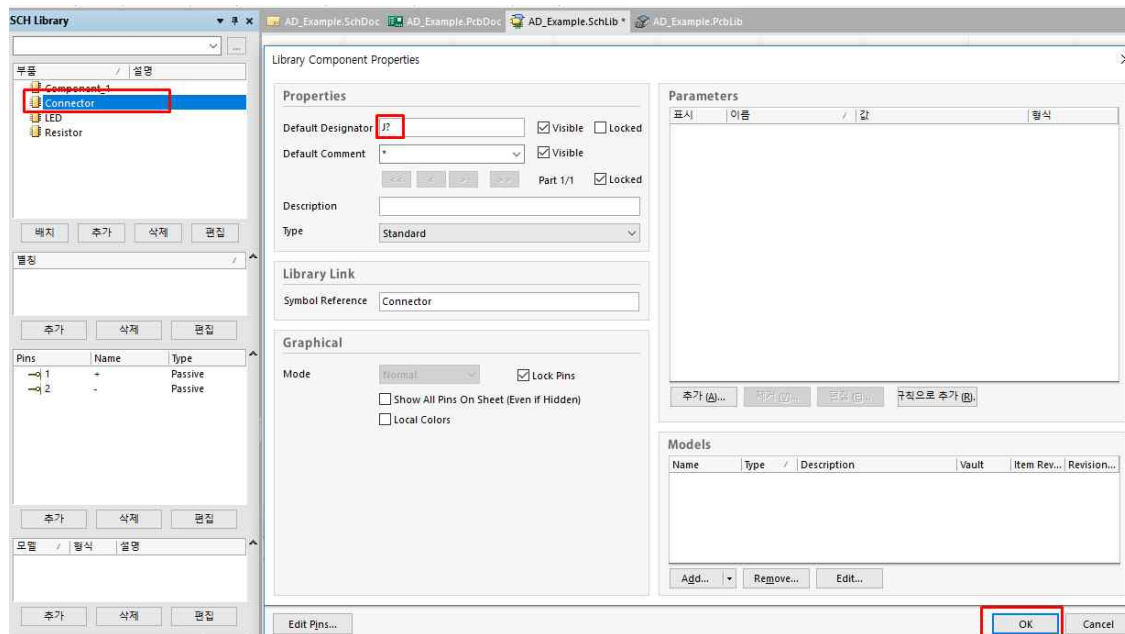 SCH Library
AD_Example.SchDoc
AD_Example.PcbDoc
AD_Example.SchLib *
AD_Example.PcbLib
...
부품 / 설명
Component_1
Connector
LED
Resistor
배치 추가 삭제 편집
별칭 /
추가 삭제 편집
Pins Name Type
1 + Passive
2 - Passive
추가 삭제 편집
모델 / 형식 설명
추가 삭제 편집
Library Component Properties
Properties
Default Designator J? Visible Locked
Default Comment * Visible
<< < > >> Part 1/1 Locked
Description
Type Standard
Library Link
Symbol Reference Connector
Graphical
Mode Normal Lock Pins
Show All Pins On Sheet (Even if Hidden)
Local Colors
Parameters
표시 이름 / 값 형식
추가 (A)... 규칙으로 추가 (R).
Models
Name Type / Description Vault Item Rev... Revision...
Add... Remove... Edit...
Edit Pins... OK Cancel